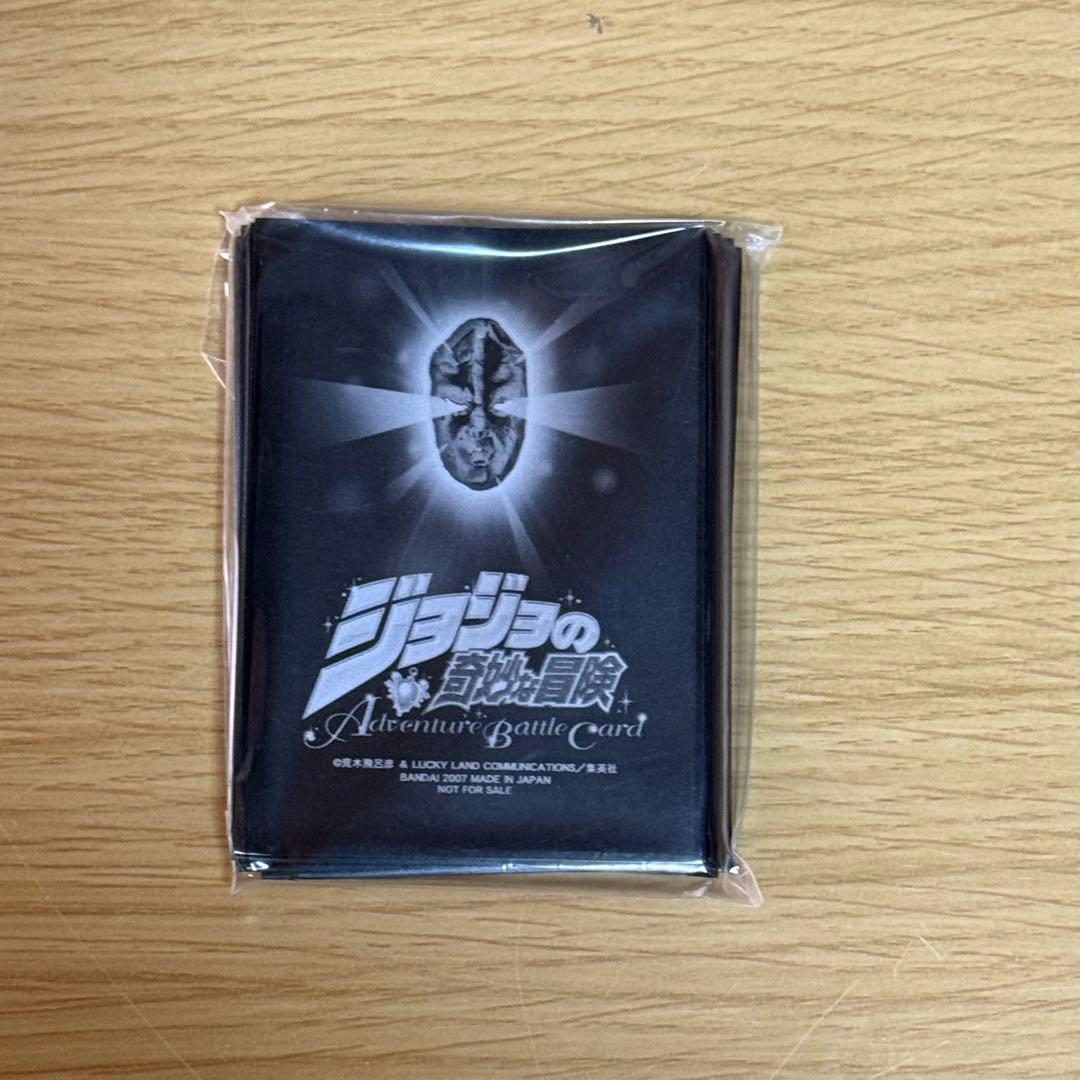 ジョジョの
奇妙な冒険
Adventure Battle Card
©荒木飛呂彦 & LUCKY LAND COMMUNICATIONS／集英社
BANDAI 2007 MADE IN JAPAN
NOT FOR SALE